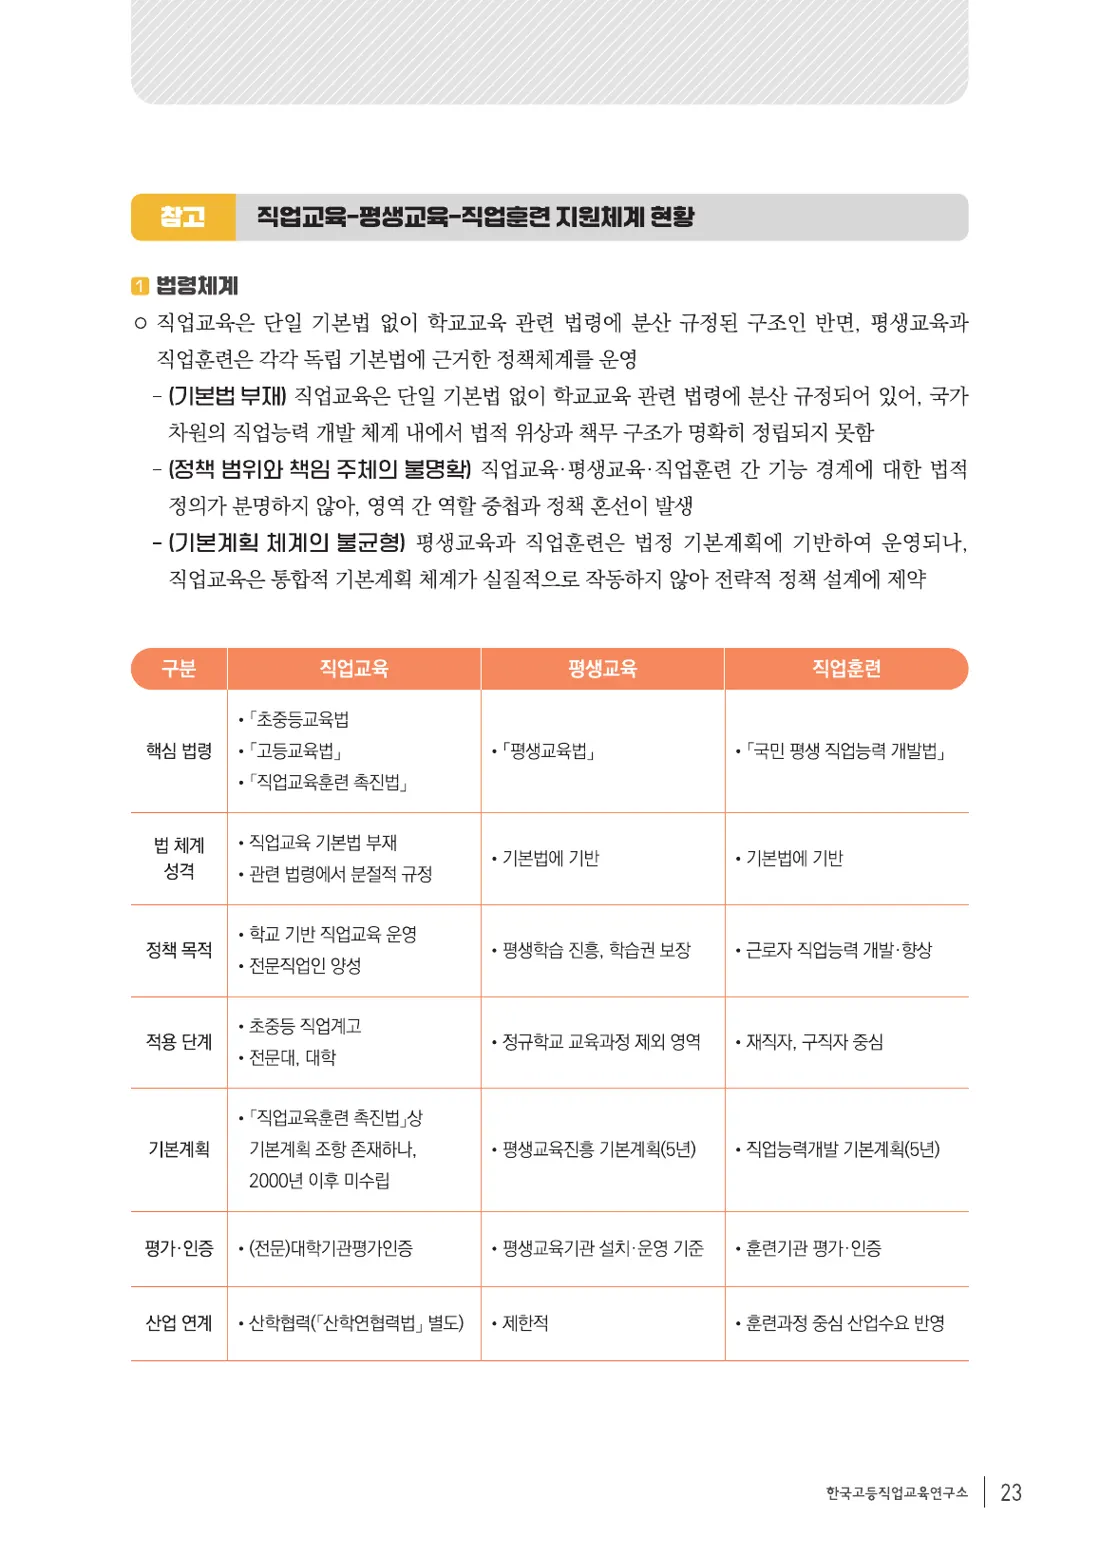 참고 직업교육-평생교육-직업훈련 지원체계 현황
1 법령체계
○ 직업교육은 단일 기본법 없이 학교교육 관련 법령에 분산 규정된 구조인 반면, 평생교육과
직업훈련은 각각 독립 기본법에 근거한 정책체계를 운영
- (기본법 부재) 직업교육은 단일 기본법 없이 학교교육 관련 법령에 분산 규정되어 있어, 국가
차원의 직업능력 개발 체계 내에서 법적 위상과 책무 구조가 명확히 정립되지 못함
- (정책 범위와 책임 주체의 불명확) 직업교육·평생교육·직업훈련 간 기능 경계에 대한 법적
정의가 분명하지 않아, 영역 간 역할 중첩과 정책 혼선이 발생
- (기본계획 체계의 불균형) 평생교육과 직업훈련은 법정 기본계획에 기반하여 운영되나,
직업교육은 통합적 기본계획 체계가 실질적으로 작동하지 않아 전략적 정책 설계에 제약
구분 직업교육 평생교육 직업훈련
핵심 법령
• 「초중등교육법
• 「고등교육법」
• 「직업교육훈련 촉진법」
• 「평생교육법」
• 「국민 평생 직업능력 개발법」
법 체계
성격
• 직업교육 기본법 부재
• 관련 법령에서 분절적 규정
• 기본법에 기반
• 기본법에 기반
정책 목적
• 학교 기반 직업교육 운영
• 전문직업인 양성
• 평생학습 진흥, 학습권 보장
• 근로자 직업능력 개발·향상
적용 단계
• 초중등 직업계고
• 전문대, 대학
• 정규학교 교육과정 제외 영역
• 재직자, 구직자 중심
기본계획
• 「직업교육훈련 촉진법」상
기본계획 조항 존재하나,
2000년 이후 미수립
• 평생교육진흥 기본계획(5년)
• 직업능력개발 기본계획(5년)
평가·인증
• (전문)대학기관평가인증
• 평생교육기관 설치·운영 기준
• 훈련기관 평가·인증
산업 연계
• 산학협력(「산학연협력법」 별도)
• 제한적
• 훈련과정 중심 산업수요 반영
한국고등직업교육연구소 23